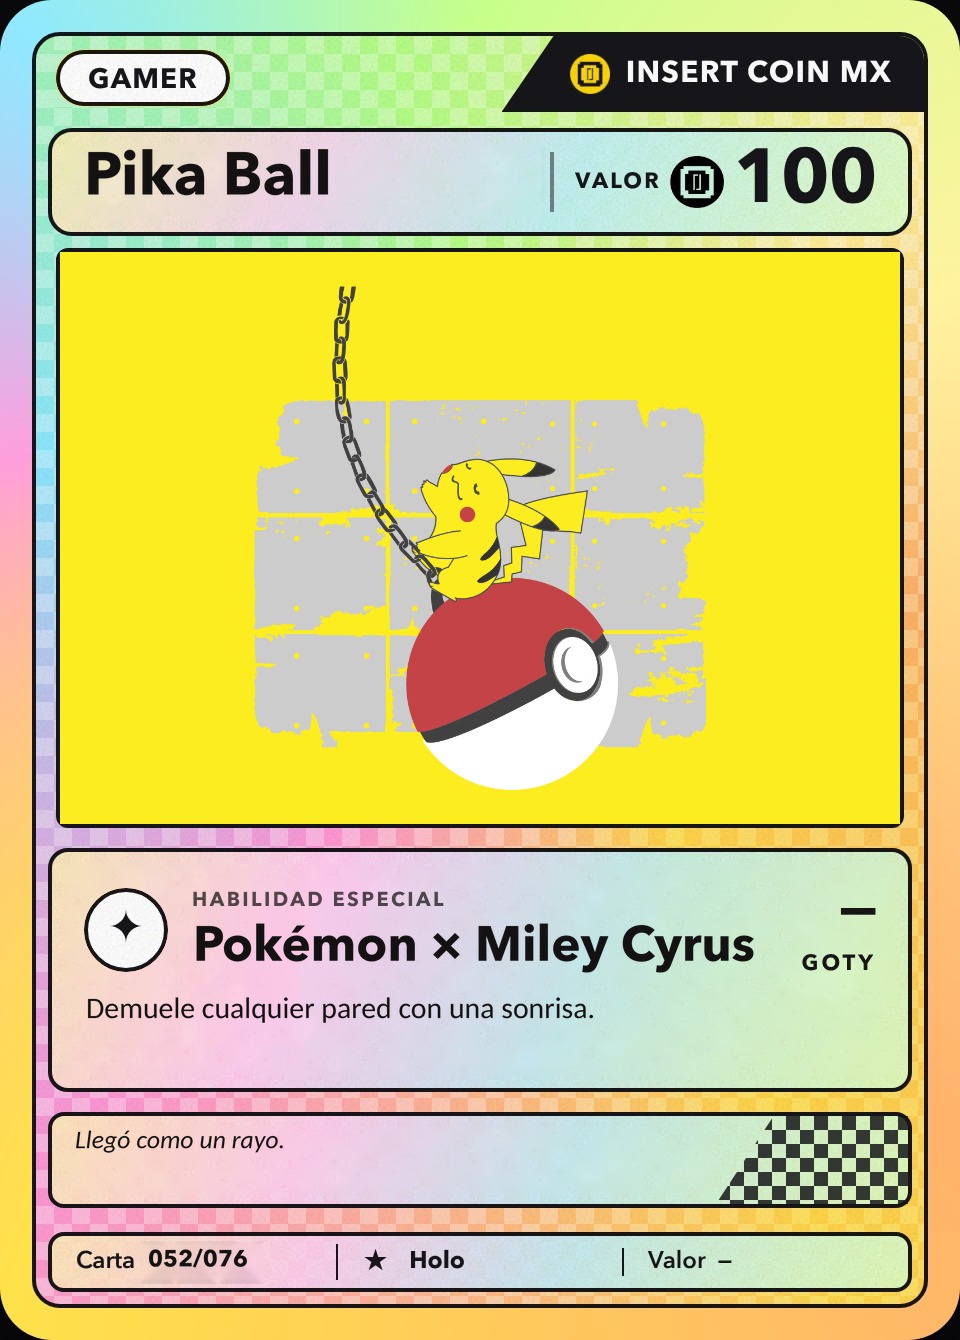 GAMER
INSERT COIN MX
Pika Ball
VALOR 100
HABILIDAD ESPECIAL
Pokémon × Miley Cyrus
–
GOTY
Demuele cualquier pared con una sonrisa.
Llegó como un rayo.
Carta 052/076
★ Holo
Valor –